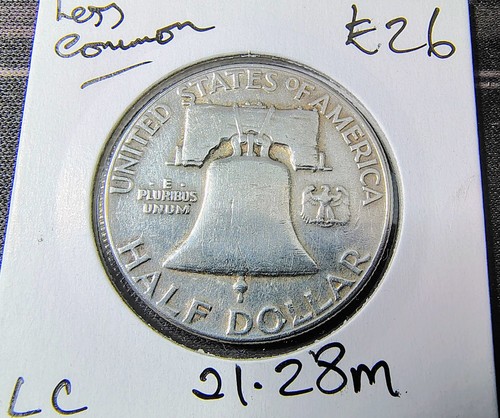 Less
Common
£26
UNITED STATES OF AMERICA
E
PLURIBUS
UNUM
HALF DOLLAR
LC
21.28m